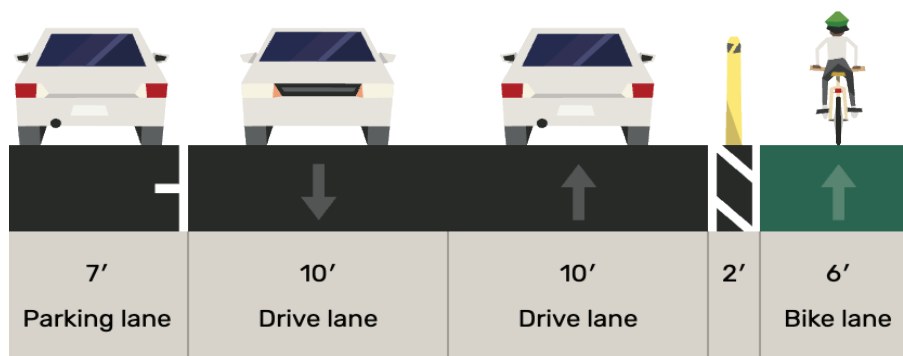 7′ 10′ 10′ 2′ 6′
Parking lane Drive lane Drive lane Bike lane